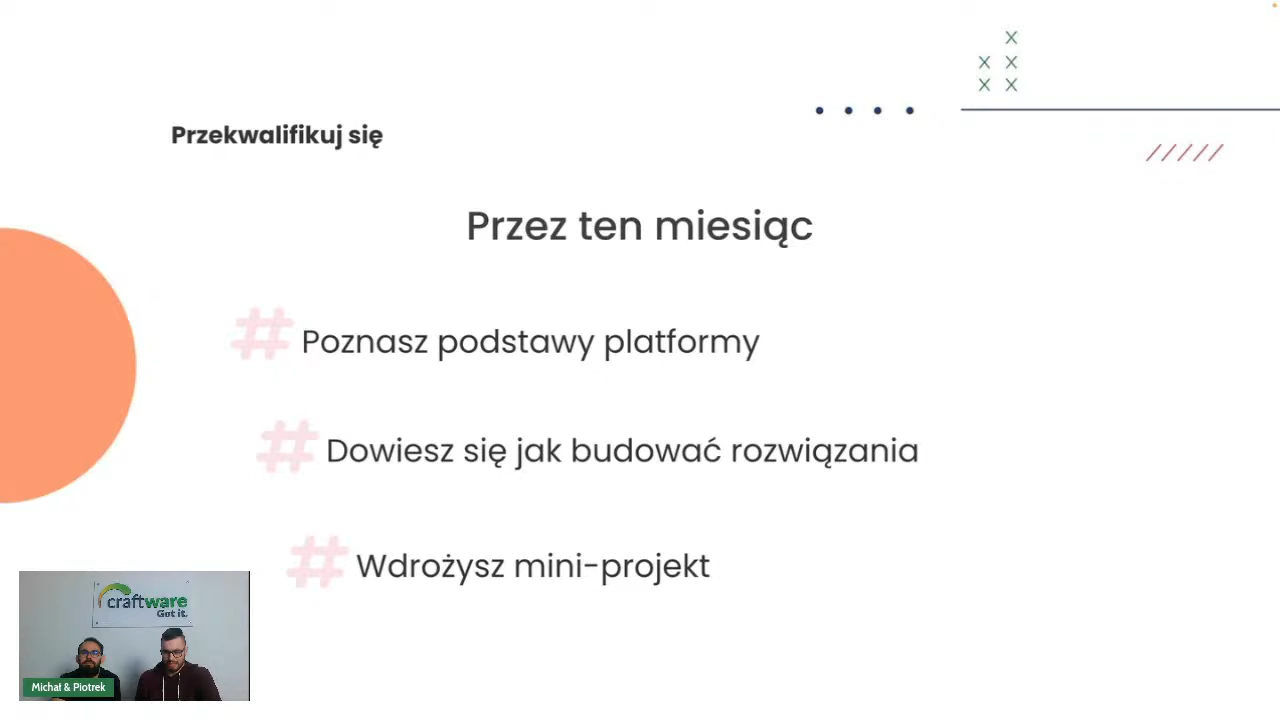 Przekwalifikuj się
Przez ten miesiąc
# Poznasz podstawy platformy
# Dowiesz się jak budować rozwiązania
# Wdrożysz mini-projekt
craftware
Got it.
Michał & Piotrek